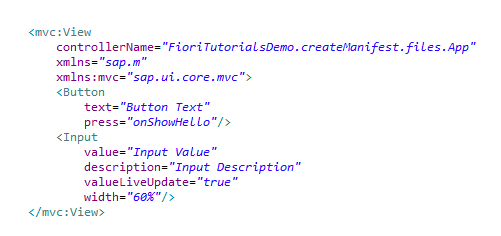 <mvc:View
controllerName="FioriTutorialsDemo.createManifest.files.App"
xmlns="sap.m"
xmlns:mvc="sap.ui.core.mvc">
<Button
text="Button Text"
press="onShowHello"/>
<Input
value="Input Value"
description="Input Description"
valueLiveUpdate="true"
width="60%"/>
</mvc:View>